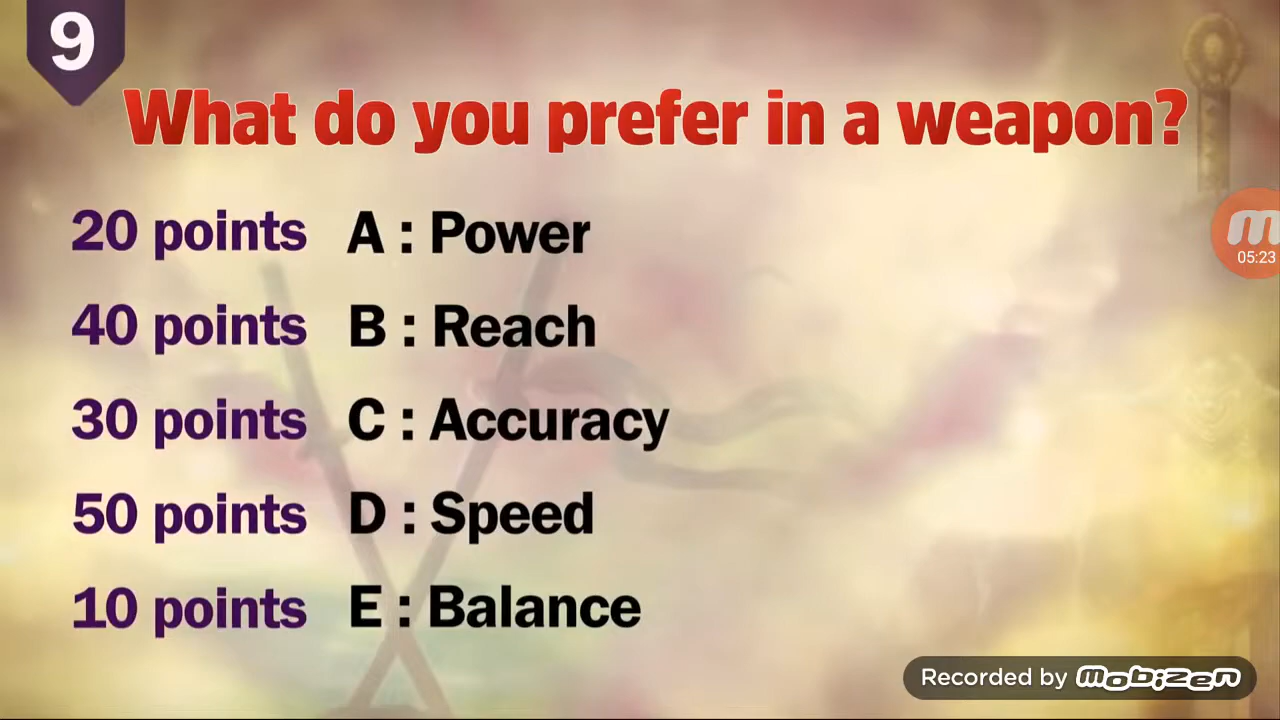 9
What do you prefer in a weapon?
20 points A : Power
40 points B : Reach
30 points C : Accuracy
50 points D : Speed
10 points E : Balance
m
05:23
Recorded by mobizen